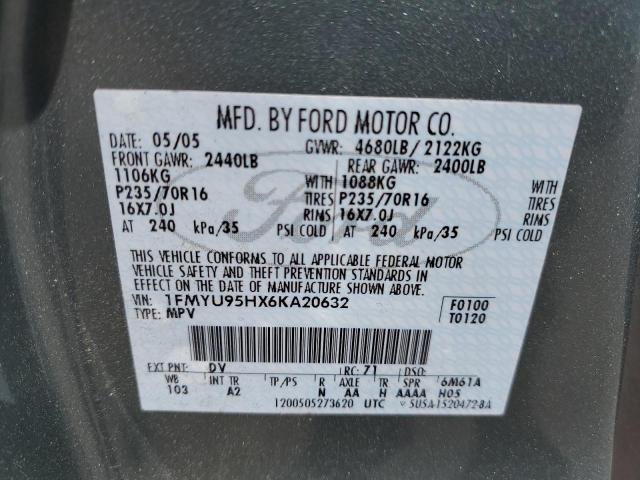 MFD. BY FORD MOTOR CO.
DATE: 05/05 GVWR: 4680LB/ 2122KG
FRONT GAWR: 2440LB REAR GAWR: 2400LB
1106KG WITH 1088KG WITH
P235/70R16 TIRES P235/70R16 TIRES
16X7.0J RIMS 16X7.0J RIMS
AT 240 kPa/35 PSI COLD AT 240 kPa/35 PSI COLD
Ford
THIS VEHICLE CONFORMS TO ALL APPLICABLE FEDERAL MOTOR
VEHICLE SAFETY AND THEFT PREVENTION STANDARDS IN
EFFECT ON THE DATE OF MANUFACTURE SHOWN ABOVE.
VIN: 1FMYU95HX6KA20632 F0100
TYPE: MPV T0120
EXT PNT: DV RC: 71 DSO:
WB INT TR TP/PS R AXLE TR SPR 6M61A
103 A2 N AA H AAAA H05
1200505273620 UTC ▽ 5U5A-1520472-BA